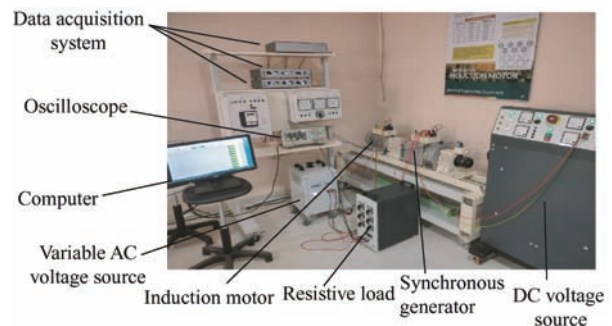 Data acquisition
system
Oscilloscope
Computer
Variable AC
voltage source
Induction motor
Resistive load
Synchronous
generator
DC voltage
source
INDUCTION MOTOR